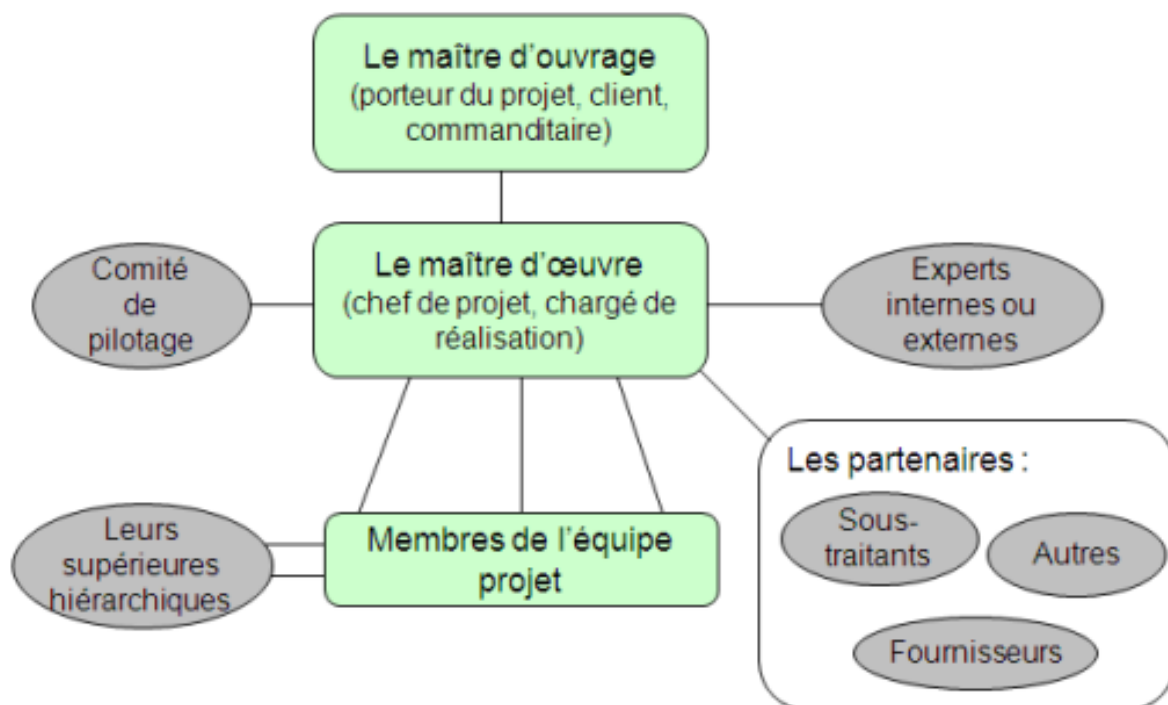 Le maître d'ouvrage
(porteur du projet, client,
commanditaire)
Comité
de
pilotage
Le maître d'œuvre
(chef de projet, chargé de
réalisation)
Experts
internes ou
externes
Les partenaires :
Sous-
traitants
Autres
Fournisseurs
Leurs
supérieures
hiérarchiques
Membres de l'équipe
projet